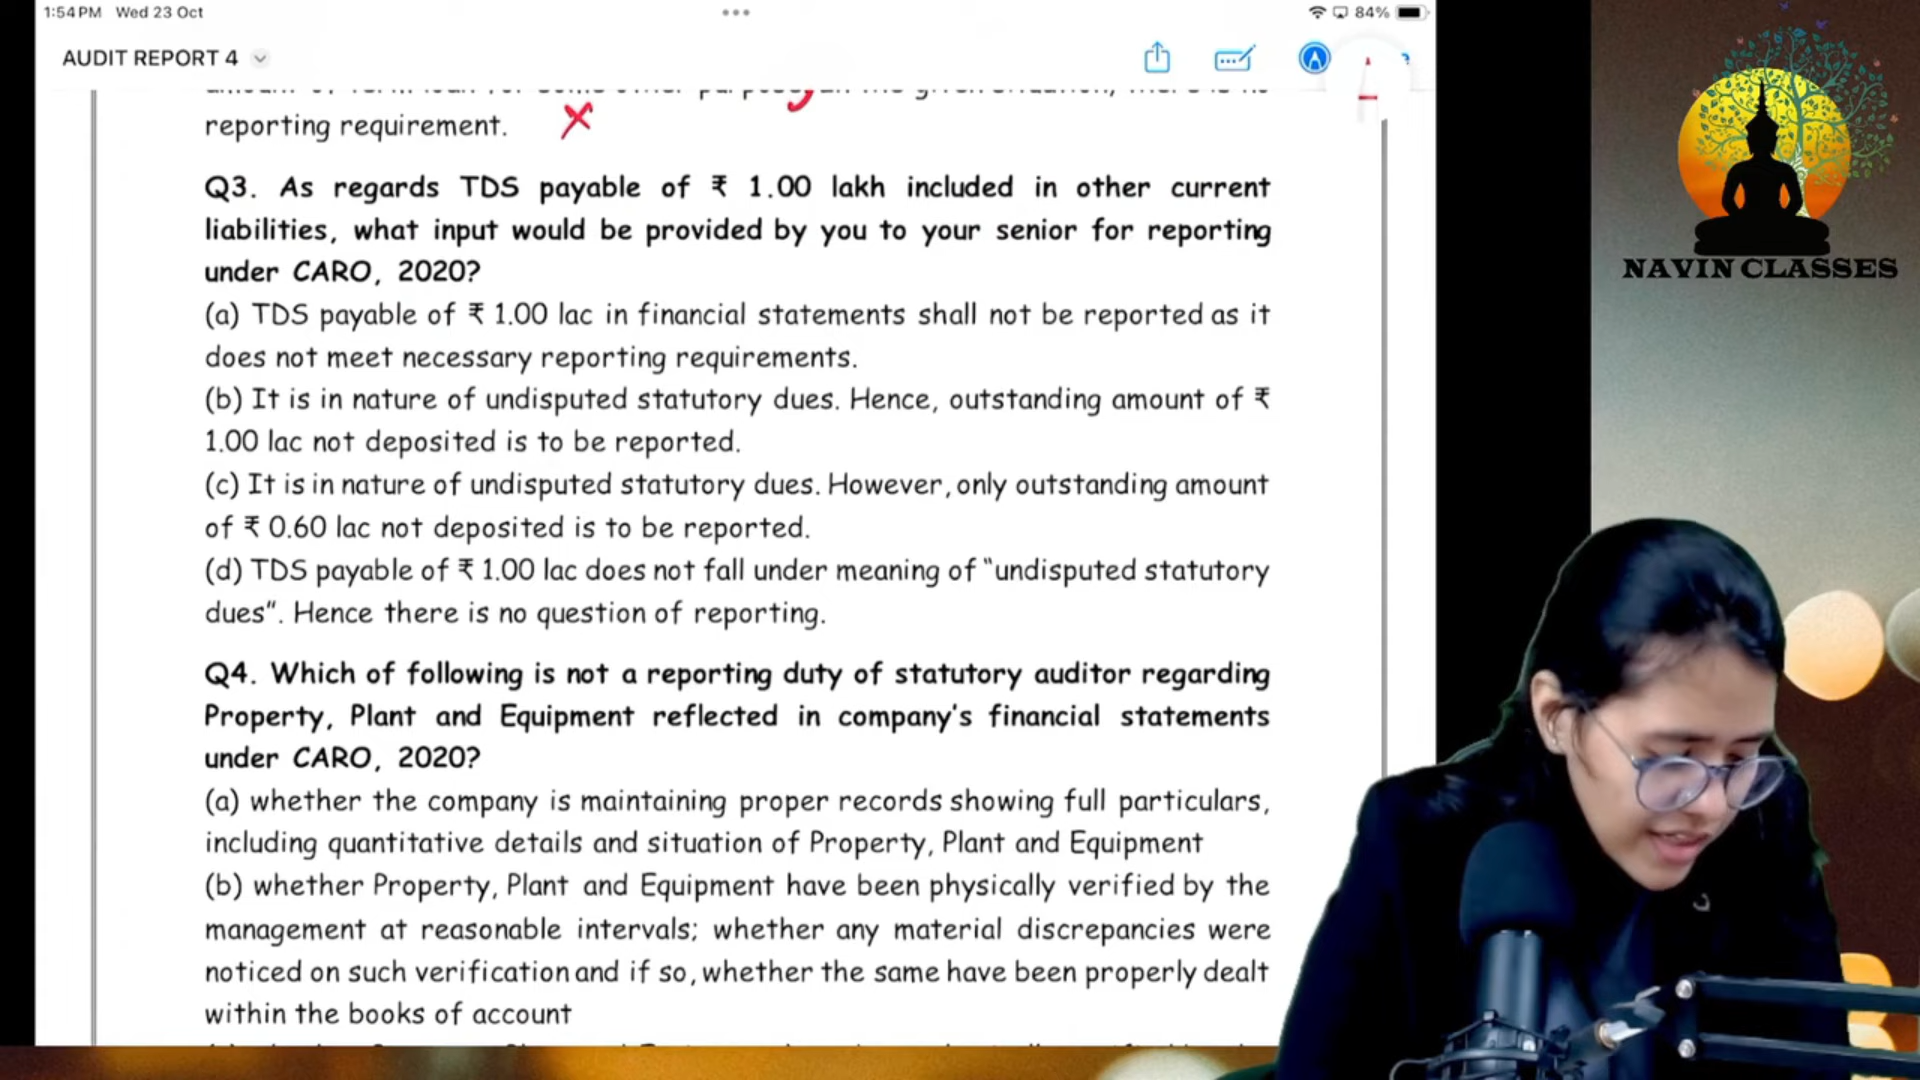 1:54 PM Wed 23 Oct
84%
AUDIT REPORT 4
reporting requirement.
Q3. As regards TDS payable of ₹ 1.00 lakh included in other current
liabilities, what input would be provided by you to your senior for reporting
under CARO, 2020?
(a) TDS payable of ₹ 1.00 lac in financial statements shall not be reported as it
does not meet necessary reporting requirements.
(b) It is in nature of undisputed statutory dues. Hence, outstanding amount of ₹
1.00 lac not deposited is to be reported.
(c) It is in nature of undisputed statutory dues. However, only outstanding amount
of ₹ 0.60 lac not deposited is to be reported.
(d) TDS payable of ₹ 1.00 lac does not fall under meaning of “undisputed statutory
dues”. Hence there is no question of reporting.
Q4. Which of following is not a reporting duty of statutory auditor regarding
Property, Plant and Equipment reflected in company’s financial statements
under CARO, 2020?
(a) whether the company is maintaining proper records showing full particulars,
including quantitative details and situation of Property, Plant and Equipment
(b) whether Property, Plant and Equipment have been physically verified by the
management at reasonable intervals; whether any material discrepancies were
noticed on such verification and if so, whether the same have been properly dealt
within the books of account
NAVIN CLASSES